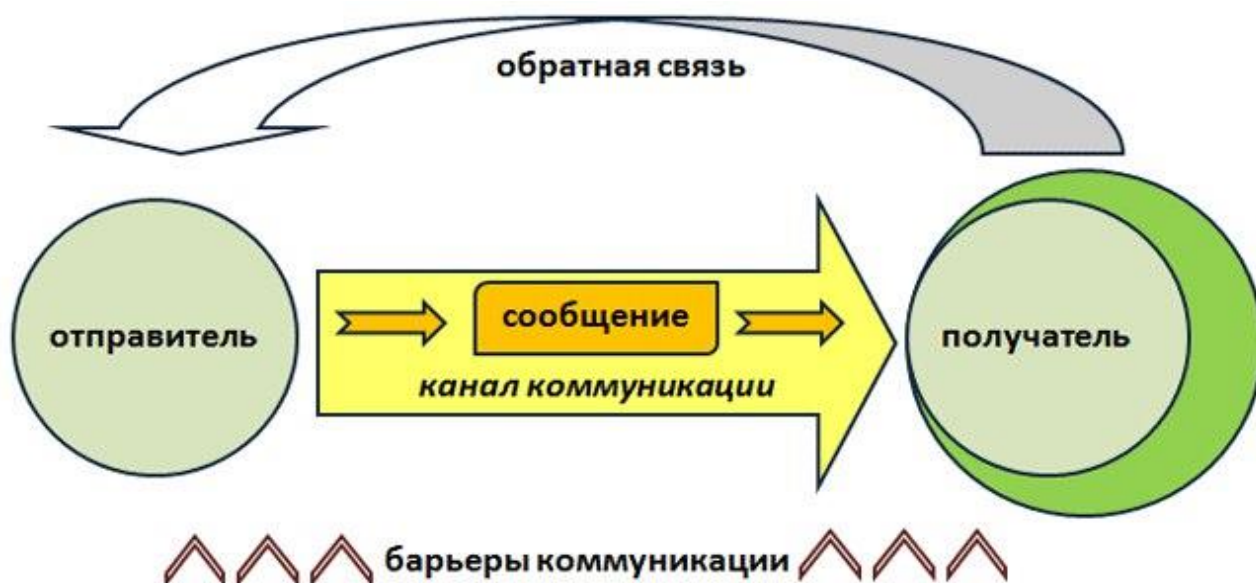 обратная связь
отправитель
сообщение
канал коммуникации
получатель
барьеры коммуникации